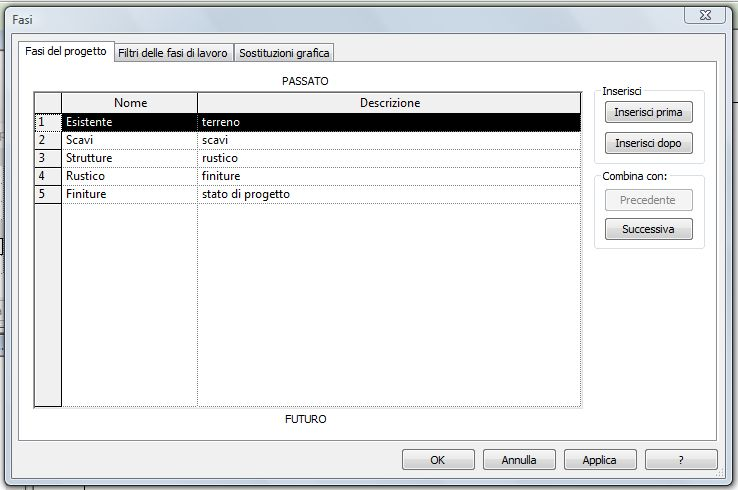 Fasi
Fasi del progetto Filtri delle fasi di lavoro Sostituzioni grafica
PASSATO
Nome Descrizione
1 Esistente terreno
2 Scavi scavi
3 Strutture rustico
4 Rustico finiture
5 Finiture stato di progetto
FUTURO
Inserisci
Inserisci prima
Inserisci dopo
Combina con:
Precedente
Successiva
OK Annulla Applica ?